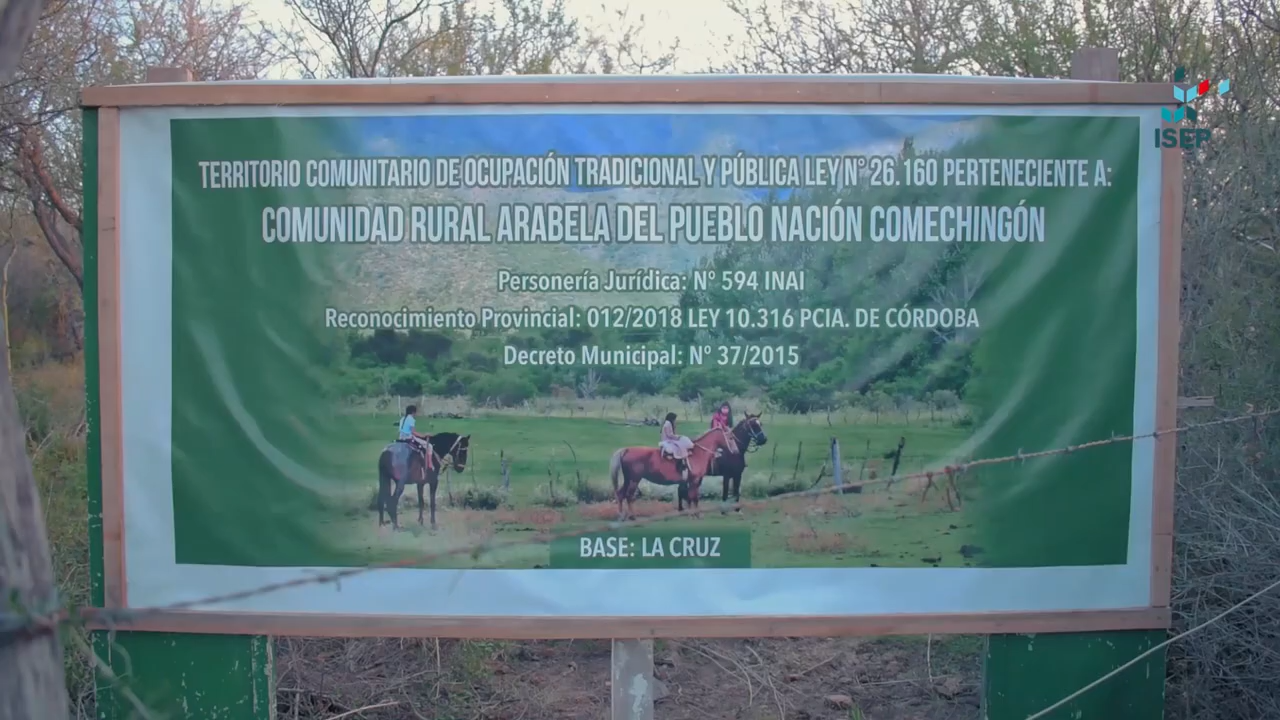 TERRITORIO COMUNITARIO DE OCUPACIÓN TRADICIONAL Y PÚBLICA LEY N° 26.160 PERTENECIENTE A:
COMUNIDAD RURAL ARABELA DEL PUEBLO NACIÓN COMECHINGÓN
Personería Jurídica: N° 594 INAI
Reconocimiento Provincial: 012/2018 LEY 10.316 PCIA. DE CÓRDOBA
Decreto Municipal: N° 37/2015
BASE: LA CRUZ
ISEP